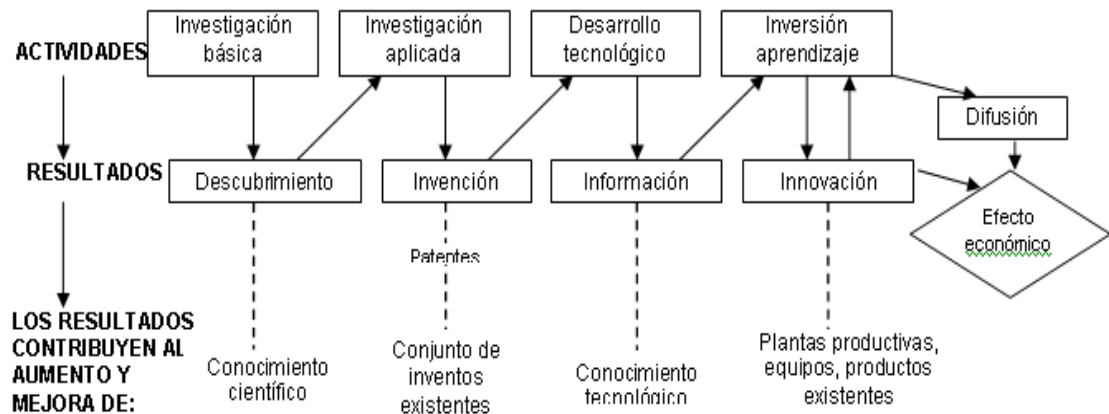 Investigación
básica
Investigación
aplicada
Desarrollo
tecnológico
Inversión
aprendizaje
ACTIVIDADES
Difusión
RESULTADOS
Descubrimiento
Invención
Información
Innovación
Efecto
económico
Patentes
LOS RESULTADOS
CONTRIBUYEN AL
AUMENTO Y
MEJORA DE:
Conocimiento
científico
Conjunto de
inventos
existentes
Conocimiento
tecnológico
Plantas productivas,
equipos, productos
existentes